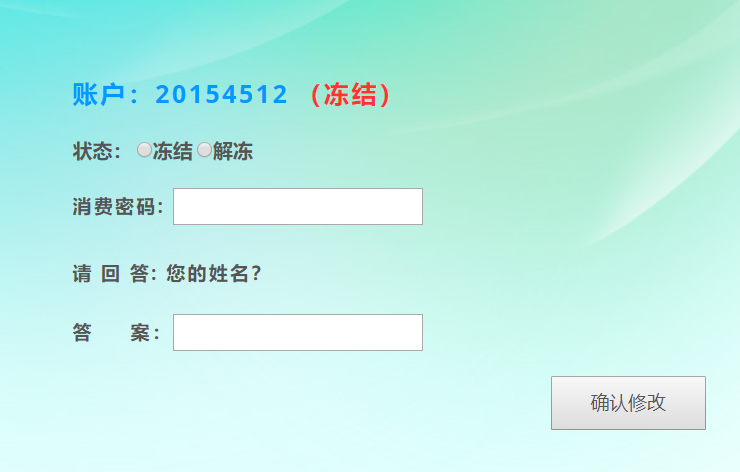 账户：20154512 （冻结）
状态： 冻结 解冻
消费密码:
请 回 答: 您的姓名?
答 案:
确认修改